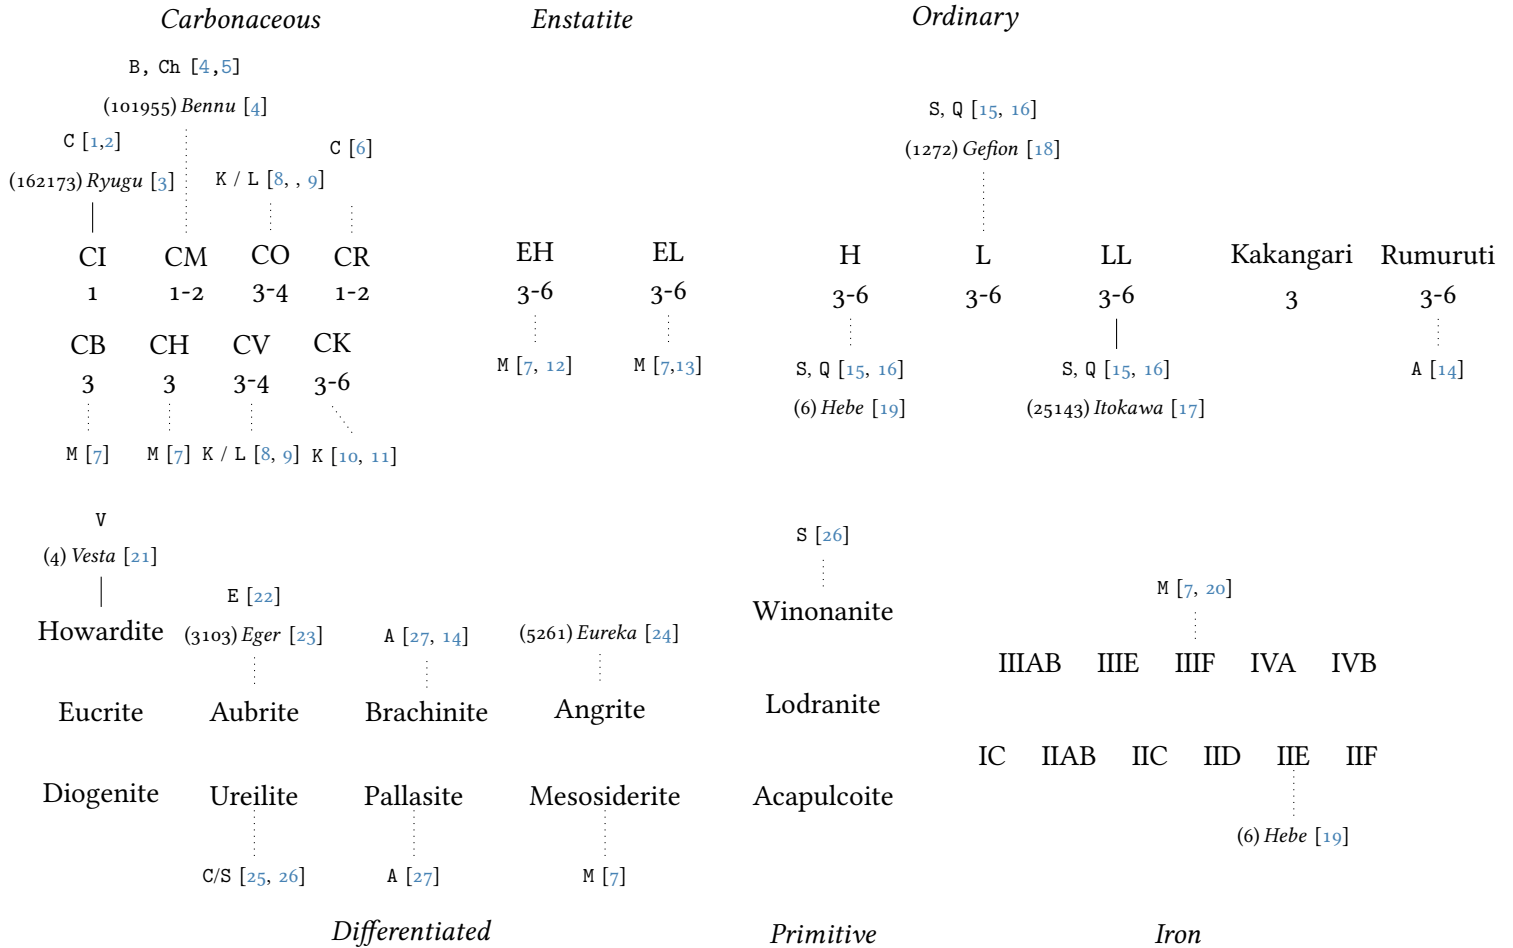 Carbonaceous Enstatite Ordinary
B, Ch [4,5]
(101955) Bennu [4]
S, Q [15, 16]
C [1,2]
C [6]
(1272) Gefion [18]
(162173) Ryugu [3]
K / L [8, , 9]
CI CM CO CR EH EL H L LL Kakangari Rumuruti
1 1-2 3-4 1-2 3-6 3-6 3-6 3-6 3-6 3 3-6
CB CH CV CK
M [7, 12] M [7,13] S, Q [15, 16] S, Q [15, 16] A [14]
3 3 3-4 3-6
(6) Hebe [19] (25143) Itokawa [17]
M [7] M [7] K / L [8, 9] K [10, 11]
V
S [26]
(4) Vesta [21]
E [22]
M [7, 20]
Winonanite
Howardite (3103) Eger [23] A [27, 14] (5261) Eureka [24]
IIIAB IIIE IIIF IVA IVB
Lodranite
Eucrite Aubrite Brachinite Angrite
IC IIAB IIC IID IIE IIF
Diogenite Ureilite Pallasite Mesosiderite Acapulcoite
(6) Hebe [19]
C/S [25, 26] A [27] M [7]
Differentiated Primitive Iron